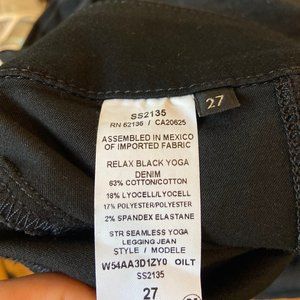 SS2135
RN 62136 / CA20625
ASSEMBLED IN MEXICO
OF IMPORTED FABRIC
RELAX BLACK YOGA
DENIM
63% COTTON/COTTON
18% LYOCELL/LYOCELL
17% POLYESTER/POLYESTER
2% SPANDEX ELASTANE
STR SEAMLESS YOGA
LEGGING JEAN
STYLE / MODELE
W54AA3D1ZY0 OILT
SS2135
27
27